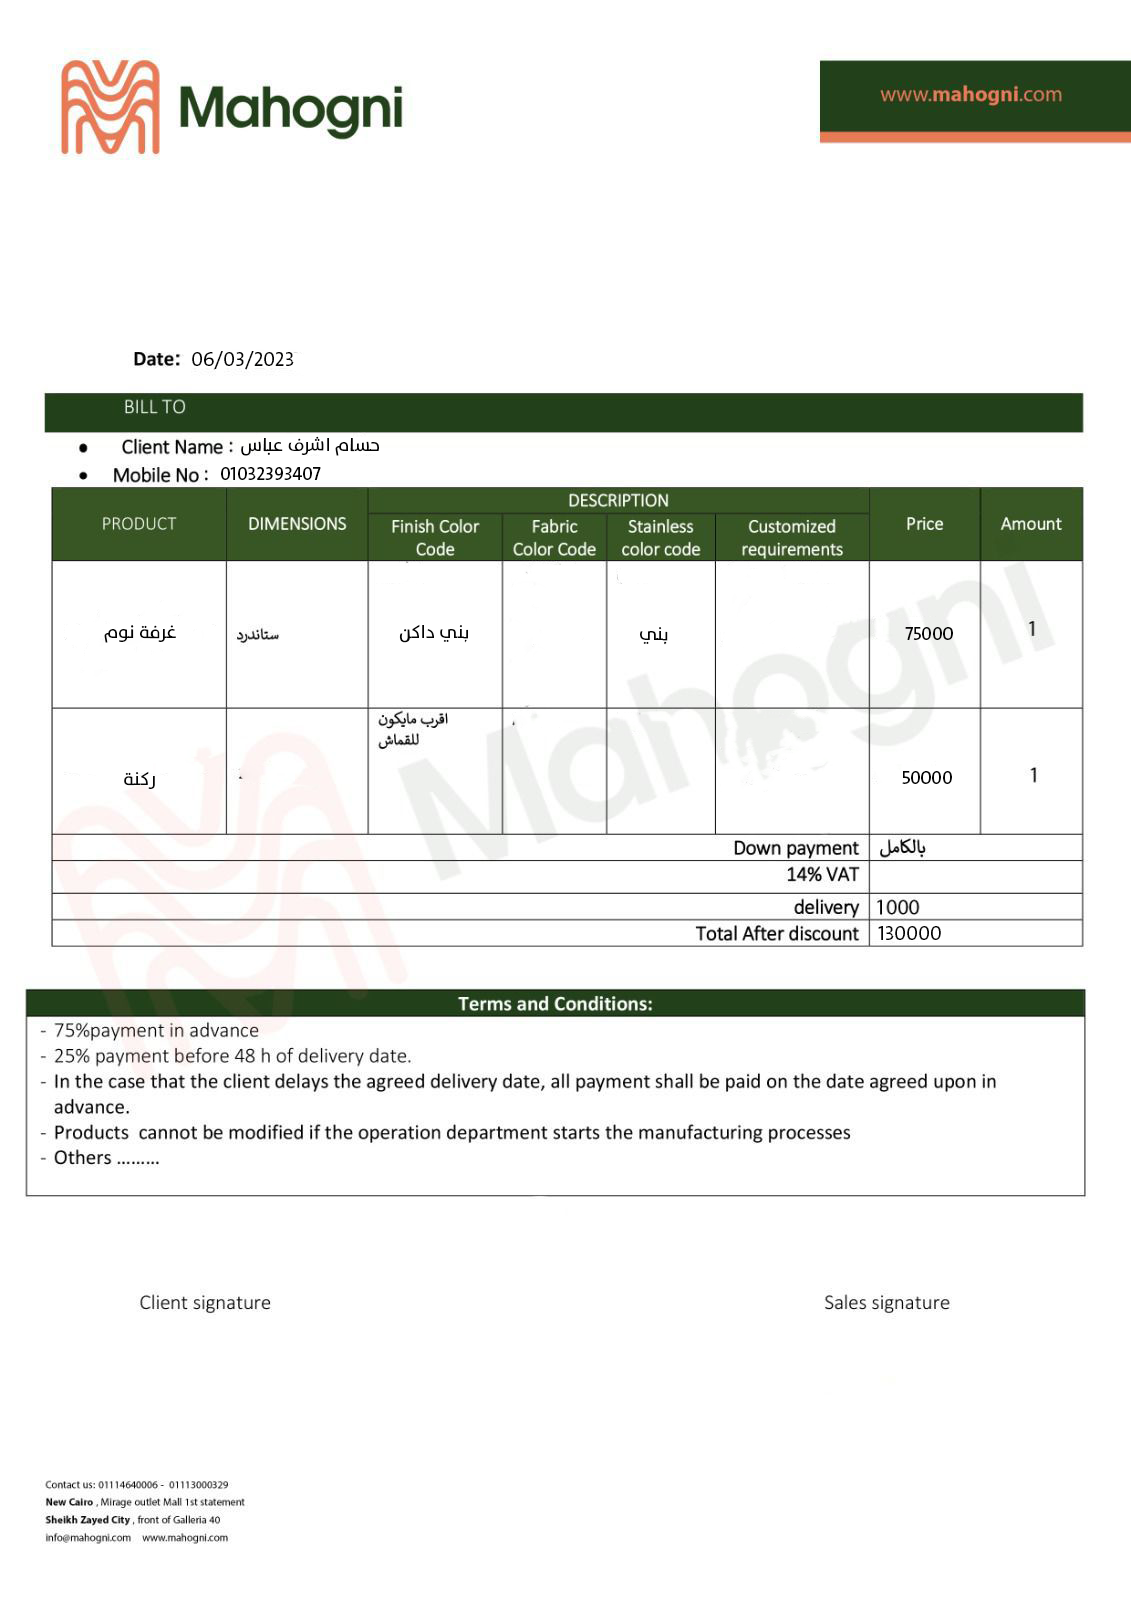 Mahogni
www.mahogni.com
Date: 06/03/2023
BILL TO
• Client Name : حسام اشرف عباس
• Mobile No : 01032393407
PRODUCT DIMENSIONS DESCRIPTION Price Amount
Finish Color Code Fabric Color Code Stainless color code Customized requirements
غرفة نوم ستاندرد بني داكن بني 75000 1
اقرب مايكون
للقماش
ركنة 50000 1
Down payment بالكامل
14% VAT
delivery 1000
Total After discount 130000
Mahogni
Terms and Conditions:
- 75%payment in advance
- 25% payment before 48 h of delivery date.
- In the case that the client delays the agreed delivery date, all payment shall be paid on the date agreed upon in
advance.
- Products cannot be modified if the operation department starts the manufacturing processes
- Others .........
Client signature Sales signature
Contact us: 01114640006 - 01113000329
New Cairo , Mirage outlet Mall 1st statement
Sheikh Zayed City , front of Galleria 40
info@mahogni.com www.mahogni.com